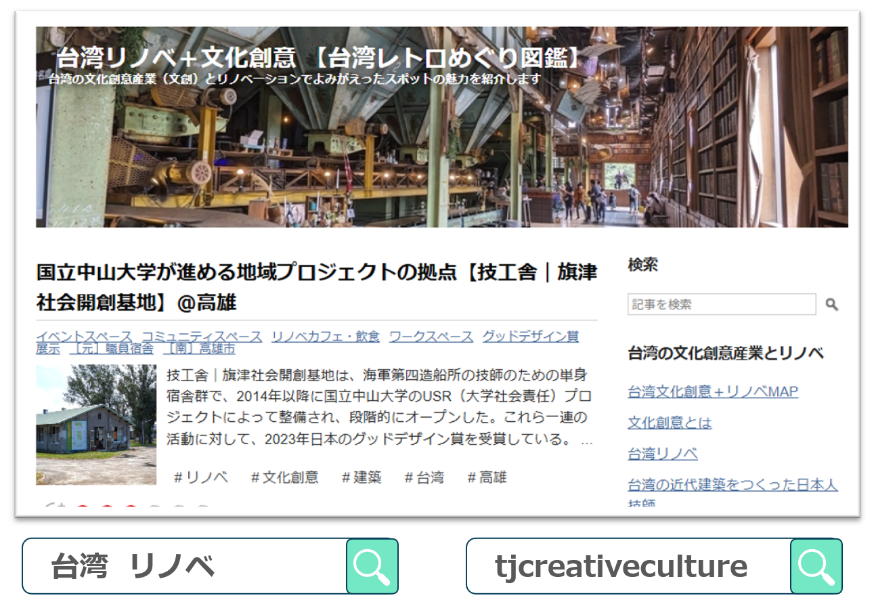 台湾リノベ＋文化創意 【台湾レトロめぐり図鑑】
台湾の文化創意産業（文創）とリノベーションでよみがえったスポットの魅力を紹介します
国立中山大学が進める地域プロジェクトの拠点【技工舎｜旗津
社会開創基地】@高雄
イベントスペース コミュニティスペース リノベカフェ・飲食 ワークスペース グッドデザイン賞
展示 ［元］職員宿舎 ［南］高雄市
技工舎｜旗津社会開創基地は、海軍第四造船所の技師のための単身
宿舎群で、2014年以降に国立中山大学のUSR（大学社会責任）プロ
ジェクトによって整備され、段階的にオープンした。これら一連の
活動に対して、2023年日本のグッドデザイン賞を受賞している。 ...
#リノベ #文化創意 #建築 #台湾 #高雄
検索
記事を検索
台湾の文化創意産業とリノベ
台湾文化創意＋リノベMAP
文化創意とは
台湾リノベ
台湾の近代建築をつくった日本人
技師
台湾 リノベ
tjcreativeculture